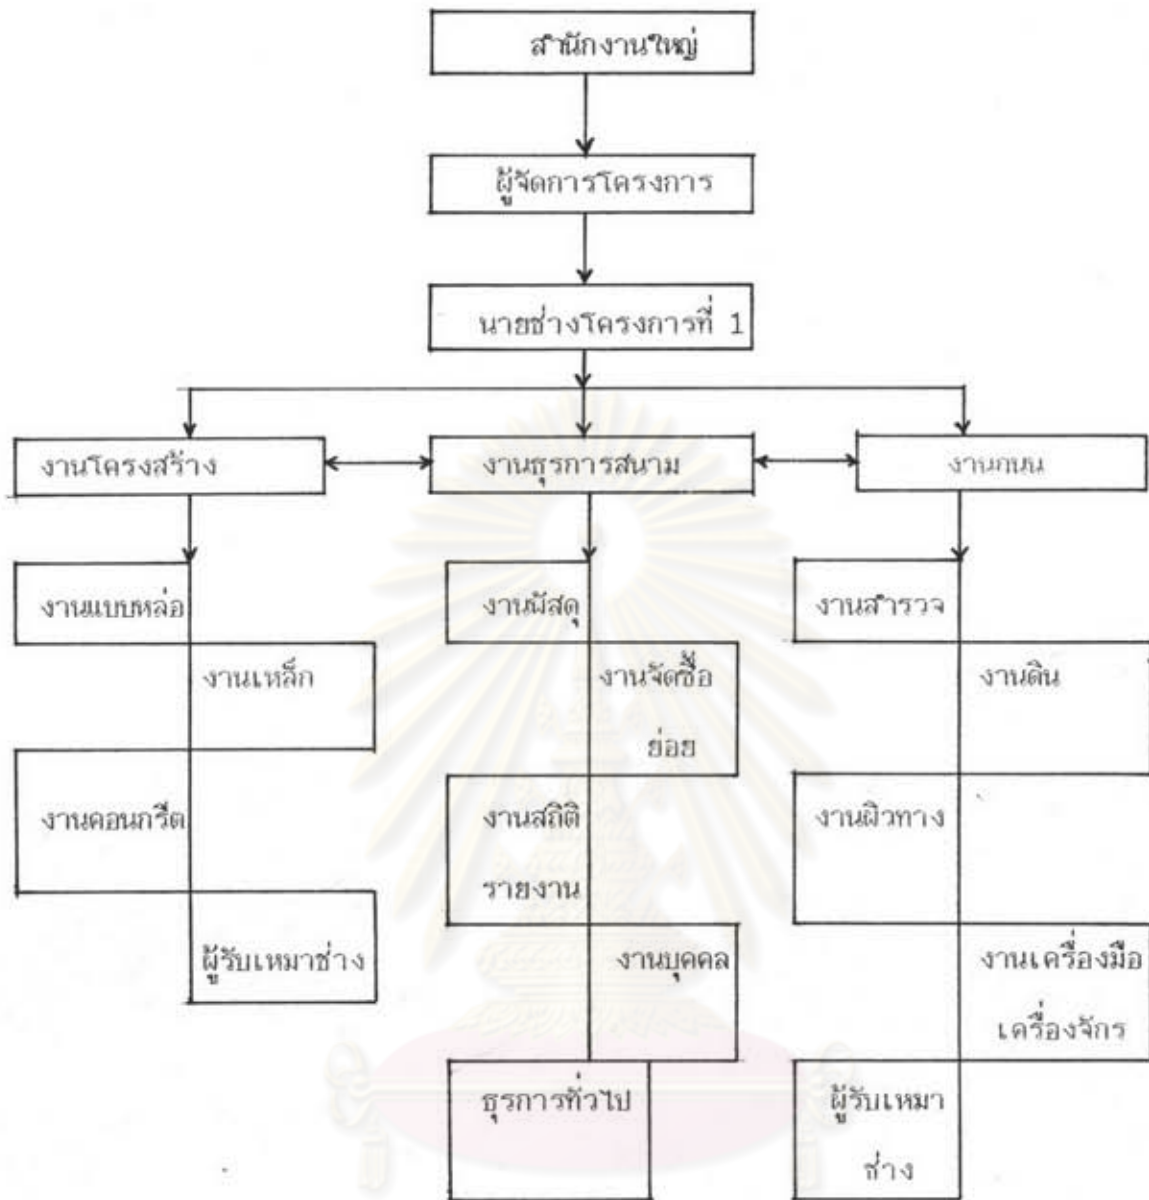 สำนักงานใหญ่
ผู้จัดการโครงการ
นายช่างโครงการที่ 1
งานโครงสร้าง
งานธุรการสนาม
งานถนน
งานแบบหล่อ
งานเหล็ก
งานคอนกรีต
ผู้รับเหมาช่าง
งานพัสดุ
งานจัดซื้อ
ย่อย
งานสถิติ
รายงาน
งานบุคคล
ธุรการทั่วไป
งานสำรวจ
งานดิน
งานผิวทาง
งานเครื่องมือ
เครื่องจักร
ผู้รับเหมา
ช่าง